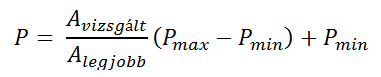 P = A_vizsgált / A_legjobb (P_max − P_min) + P_min